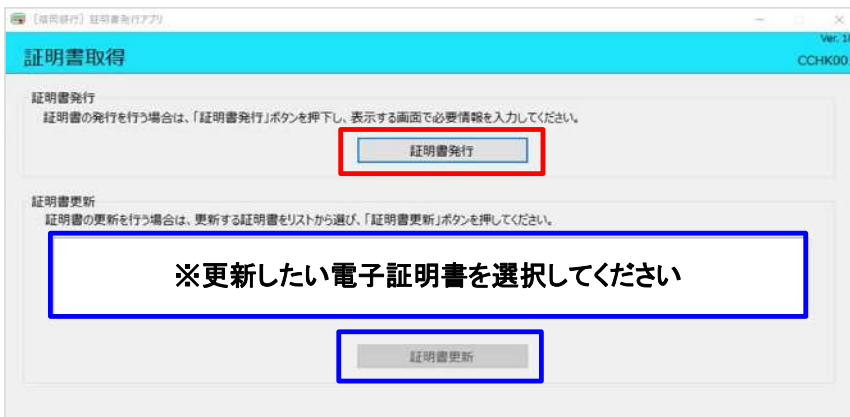 [福岡銀行] 証明書発行アプリ
Ver. 1
証明書取得
CCHK00
証明書発行
証明書の発行を行う場合は、「証明書発行」ボタンを押下し、表示する画面で必要情報を入力してください。
証明書発行
証明書更新
証明書の更新を行う場合は、更新する証明書をリストから選び、「証明書更新」ボタンを押してください。
※更新したい電子証明書を選択してください
証明書更新